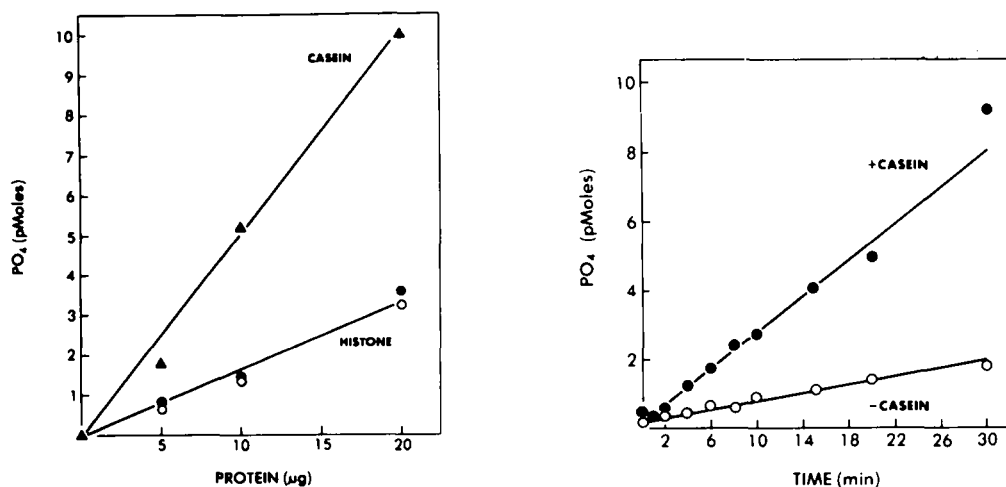 10
9
8
7
6
5
4
3
2
1
PO₄ (pMoles)
CASEIN
HISTONE
5 10 15 20
PROTEIN (µg)
10
8
6
4
2
0
PO₄ (pMoles)
+CASEIN
−CASEIN
2 6 10 14 18 22 26 30
TIME (min)